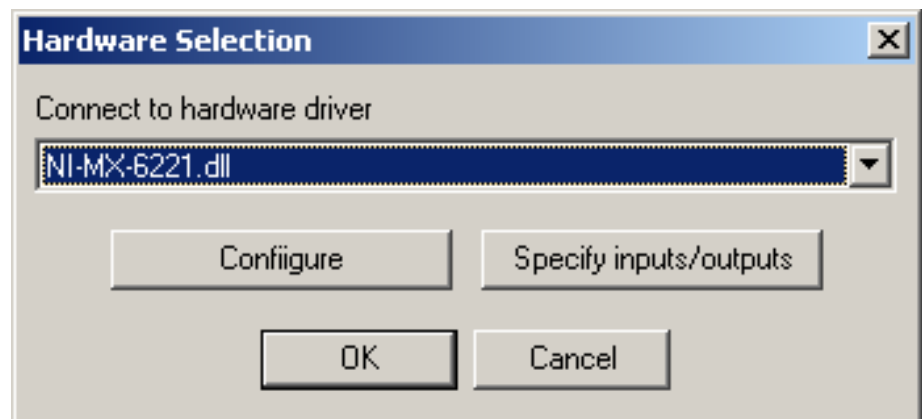 Hardware Selection
Connect to hardware driver
NI-MX-6221.dll
Confiigure Specify inputs/outputs
OK Cancel